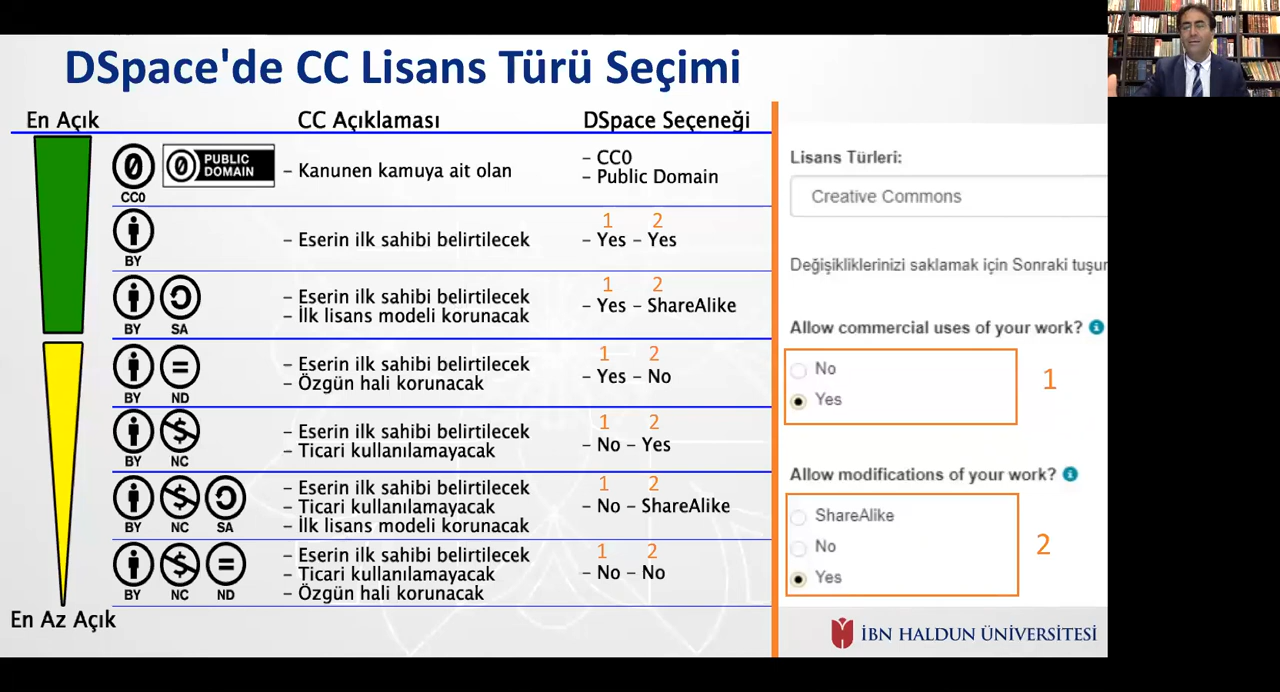 DSpace'de CC Lisans Türü Seçimi
En Açık
CC Açıklaması
DSpace Seçeneği
CC0
PUBLIC
DOMAIN
– Kanunen kamuya ait olan
– CC0
– Public Domain
BY
– Eserin ilk sahibi belirtilecek
1 2
– Yes – Yes
BY SA
– Eserin ilk sahibi belirtilecek
– İlk lisans modeli korunacak
1 2
– Yes – ShareAlike
BY ND
– Eserin ilk sahibi belirtilecek
– Özgün hali korunacak
1 2
– Yes – No
BY NC
– Eserin ilk sahibi belirtilecek
– Ticari kullanılamayacak
1 2
– No – Yes
BY NC SA
– Eserin ilk sahibi belirtilecek
– Ticari kullanılamayacak
– İlk lisans modeli korunacak
1 2
– No – ShareAlike
BY NC ND
– Eserin ilk sahibi belirtilecek
– Ticari kullanılamayacak
– Özgün hali korunacak
1 2
– No – No
En Az Açık
Lisans Türleri:
Creative Commons
Değişikliklerinizi saklamak için Sonraki tuşur
Allow commercial uses of your work?
No
Yes
1
Allow modifications of your work?
ShareAlike
No
Yes
2
İBN HALDUN ÜNİVERSİTESİ